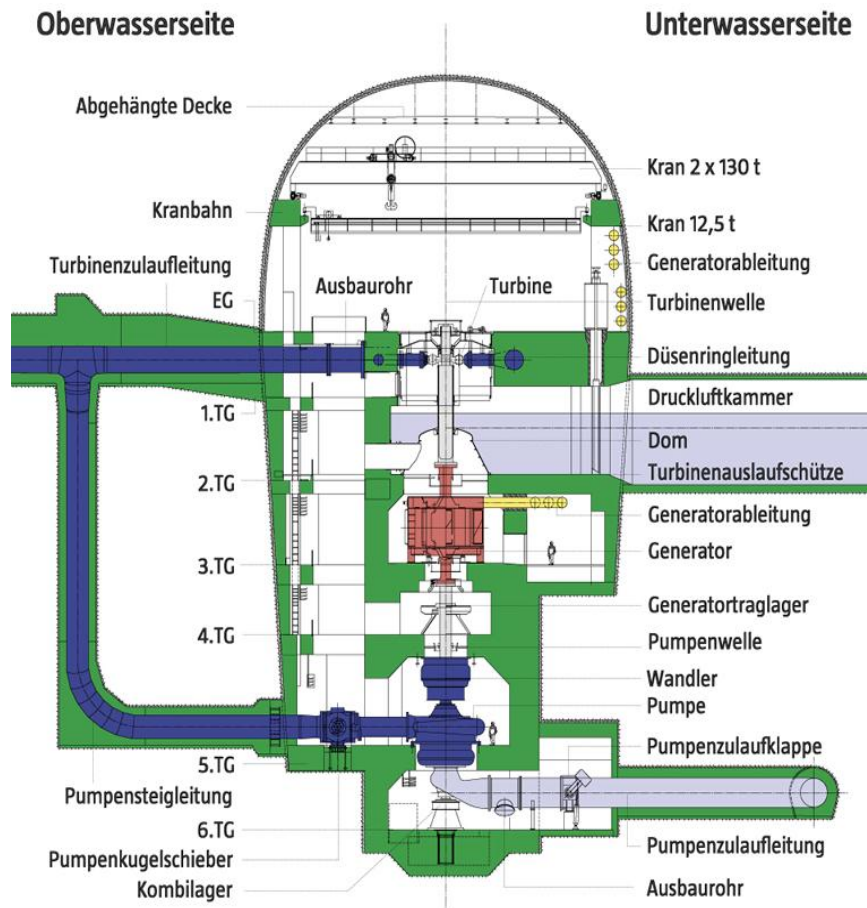 Oberwasserseite
Unterwasserseite
Abgehängte Decke
Kran 2 x 130 t
Kranbahn
Kran 12,5 t
Turbinenzulaufleitung
Generatorableitung
Ausbaurohr
Turbine
EG
Turbinenwelle
Düsenringleitung
Druckluftkammer
1.TG
Dom
Turbinenauslaufschütze
2.TG
Generatorableitung
Generator
3.TG
Generatortraglager
4.TG
Pumpenwelle
Wandler
Pumpe
Pumpenzulaufklappe
5.TG
Pumpensteigleitung
6.TG
Pumpenzulaufleitung
Pumpenkugelschieber
Kombilager
Ausbaurohr